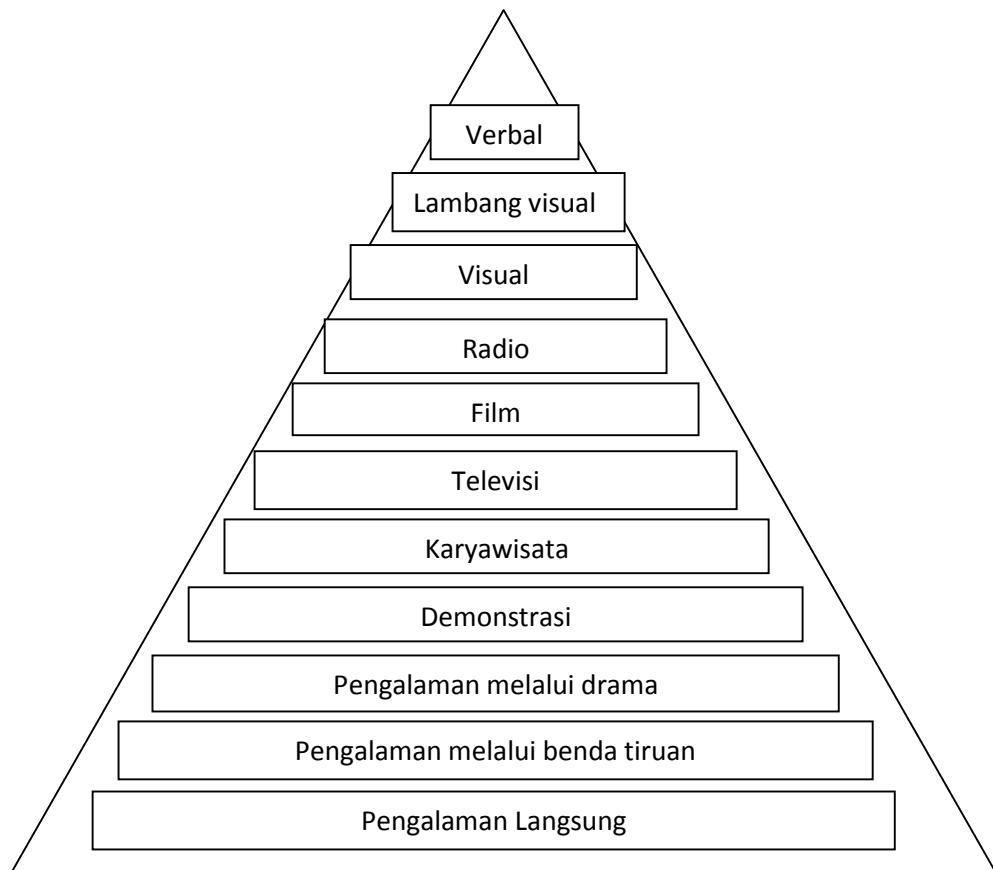 Verbal
Lambang visual
Visual
Radio
Film
Televisi
Karyawisata
Demonstrasi
Pengalaman melalui drama
Pengalaman melalui benda tiruan
Pengalaman Langsung